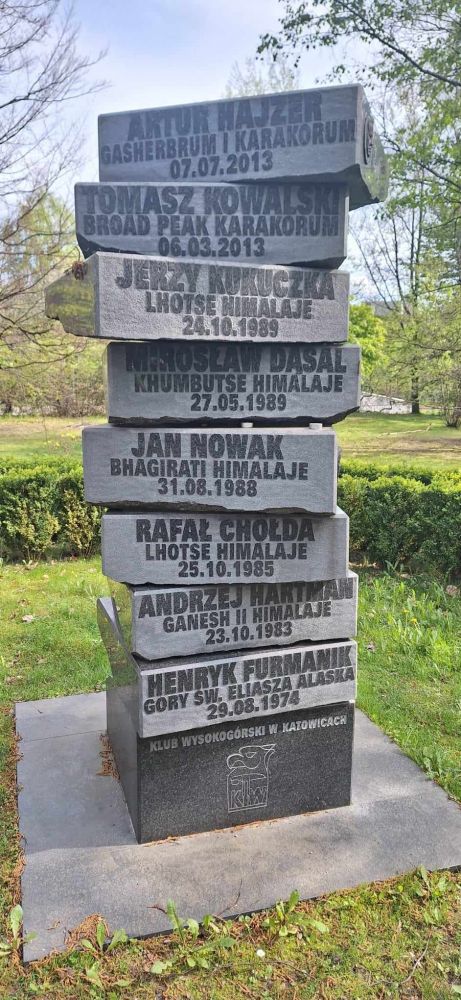 ARTUR HAJZER
GASHERBRUM I KARAKORUM
07.07.2013
TOMASZ KOWALSKI
BROAD PEAK KARAKORUM
06.03.2013
JERZY KUKUCZKA
LHOTSE HIMALAJE
24.10.1989
MIROSŁAW DĄSAL
KHUMBUTSE HIMALAJE
27.05.1989
JAN NOWAK
BHAGIRATI HIMALAJE
31.08.1988
RAFAŁ CHOŁDA
LHOTSE HIMALAJE
25.10.1985
ANDRZEJ HARTMAN
GANESH II HIMALAJE
23.10.1983
HENRYK FURMANIK
GÓRY ŚW. ELIASZA ALASKA
29.08.1974
KLUB WYSOKOGÓRSKI W KATOWICACH
KW